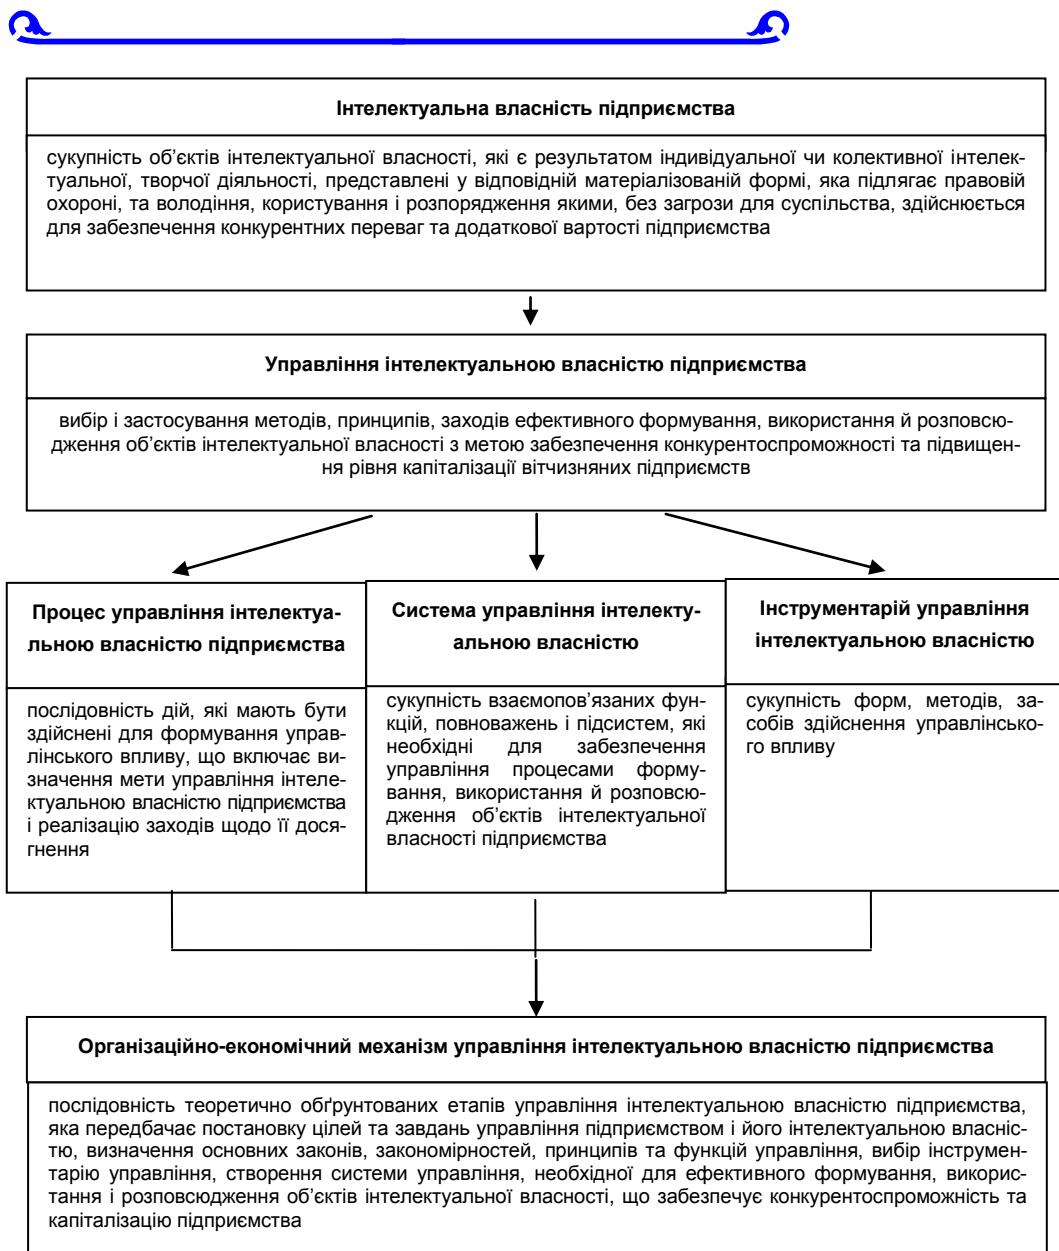 Інтелектуальна власність підприємства
сукупність об’єктів інтелектуальної власності, які є результатом індивідуальної чи колективної інтелек-
туальної, творчої діяльності, представлені у відповідній матеріалізованій формі, яка підлягає правовій
охороні, та володіння, користування і розпорядження якими, без загрози для суспільства, здійснюється
для забезпечення конкурентних переваг та додаткової вартості підприємства
Управління інтелектуальною власністю підприємства
вибір і застосування методів, принципів, заходів ефективного формування, використання й розповсю-
дження об’єктів інтелектуальної власності з метою забезпечення конкурентоспроможності та підвищен-
ня рівня капіталізації вітчизняних підприємств
Процес управління інтелектуа-
льною власністю підприємства
послідовність дій, які мають бути
здійснені для формування управ-
лінського впливу, що включає ви-
значення мети управління інтеле-
ктуальною власністю підприємства
і реалізацію заходів щодо її дося-
гнення
Система управління інтелекту-
альною власністю
сукупність взаємопов’язаних фун-
кцій, повноважень і підсистем, які
необхідні для забезпечення
управління процесами форму-
вання, використання й розповсю-
дження об’єктів інтелектуальної
власності підприємства
Інструментарій управління
інтелектуальною власністю
сукупність форм, методів, за-
собів здійснення управлінсько-
го впливу
Організаційно-економічний механізм управління інтелектуальною власністю підприємства
послідовність теоретично обґрунтованих етапів управління інтелектуальною власністю підприємства,
яка передбачає постановку цілей та завдань управління підприємством і його інтелектуальною власніс-
тю, визначення основних законів, закономірностей, принципів та функцій управління, вибір інструмен-
тарію управління, створення системи управління, необхідної для ефективного формування, викорис-
тання і розповсюдження об’єктів інтелектуальної власності, що забезпечує конкурентоспроможність та
капіталізацію підприємства